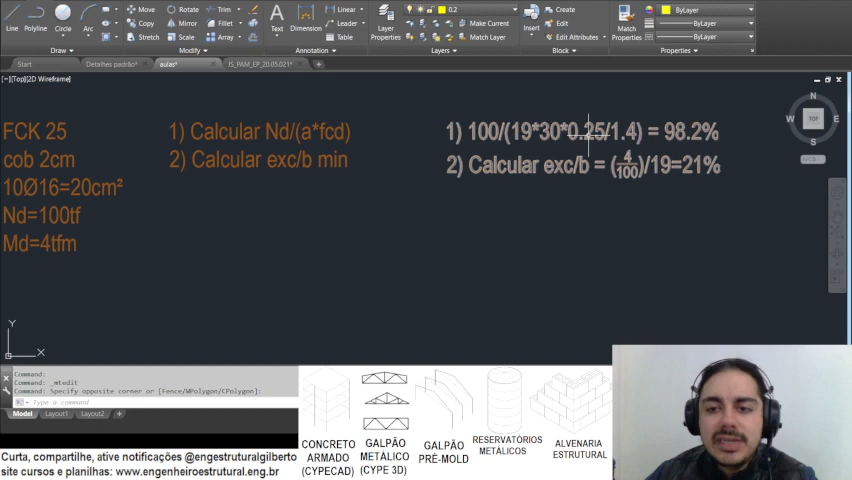 Line
Polyline
Circle
Arc
Move
Rotate
Trim
Copy
Mirror
Fillet
Stretch
Scale
Array
Text
Dimension
Linear
Leader
Table
Layer
Properties
0.2
Make Current
Match Layer
Insert
Create
Edit
Edit Attributes
Match
Properties
ByLayer
ByLayer
ByLayer
Draw
Modify
Annotation
Layers
Block
Properties
Start
Detalhes padrão*
aulas*
[−][Top][2D Wireframe]
N
W
TOP
E
S
FCK 25
cob 2cm
10Ø16=20cm²
Nd=100tf
Md=4tfm
1) Calcular Nd/(a*fcd)
2) Calcular exc/b min
1) 100/(19*30*0.25/1.4) = 98.2%
2) Calcular exc/b = (4/100)/19=21%
Y
X
Command:
Command: _mtedit
Command: Specify opposite corner or [Fence/WPolygon/CPolygon]:
Type a command
Model
Layout1
Layout2
+
CONCRETO
ARMADO
(CYPECAD)
GALPÃO
METÁLICO
(CYPE 3D)
GALPÃO
PRÉ-MOLD
RESERVATÓRIOS
METÁLICOS
ALVENARIA
ESTRUTURAL
Curta, compartilhe, ative notificações @engestruturalgilberto
site cursos e planilhas: www.engenheiroestrutural.eng.br